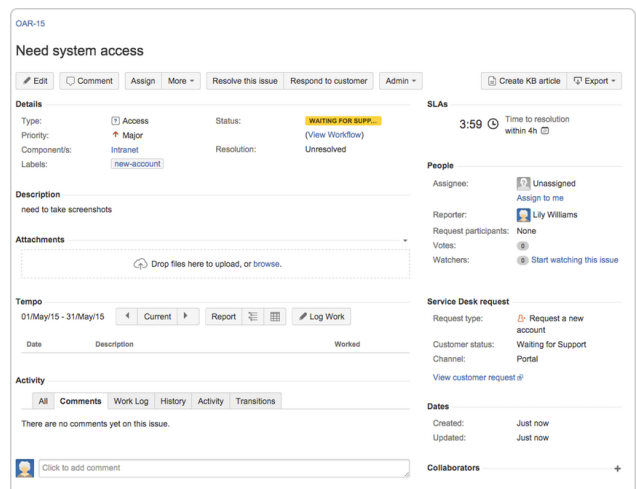 OAR-15
Need system access
Edit Comment Assign More Resolve this issue Respond to customer Admin Create KB article Export
Details
Type: Access Status: WAITING FOR SUPP...
Priority: Major (View Workflow)
Component/s: Intranet Resolution: Unresolved
Labels: new-account
Description
need to take screenshots
Attachments
Drop files here to upload, or browse.
Tempo
01/May/15 - 31/May/15 Current Report Log Work
Date Description Worked
Activity
All Comments Work Log History Activity Transitions
There are no comments yet on this issue.
Click to add comment
SLAs
3:59 Time to resolution
within 4h
People
Assignee: Unassigned
Assign to me
Reporter: Lily Williams
Request participants: None
Votes: 0
Watchers: 0 Start watching this issue
Service Desk request
Request type: Request a new
account
Customer status: Waiting for Support
Channel: Portal
View customer request
Dates
Created: Just now
Updated: Just now
Collaborators